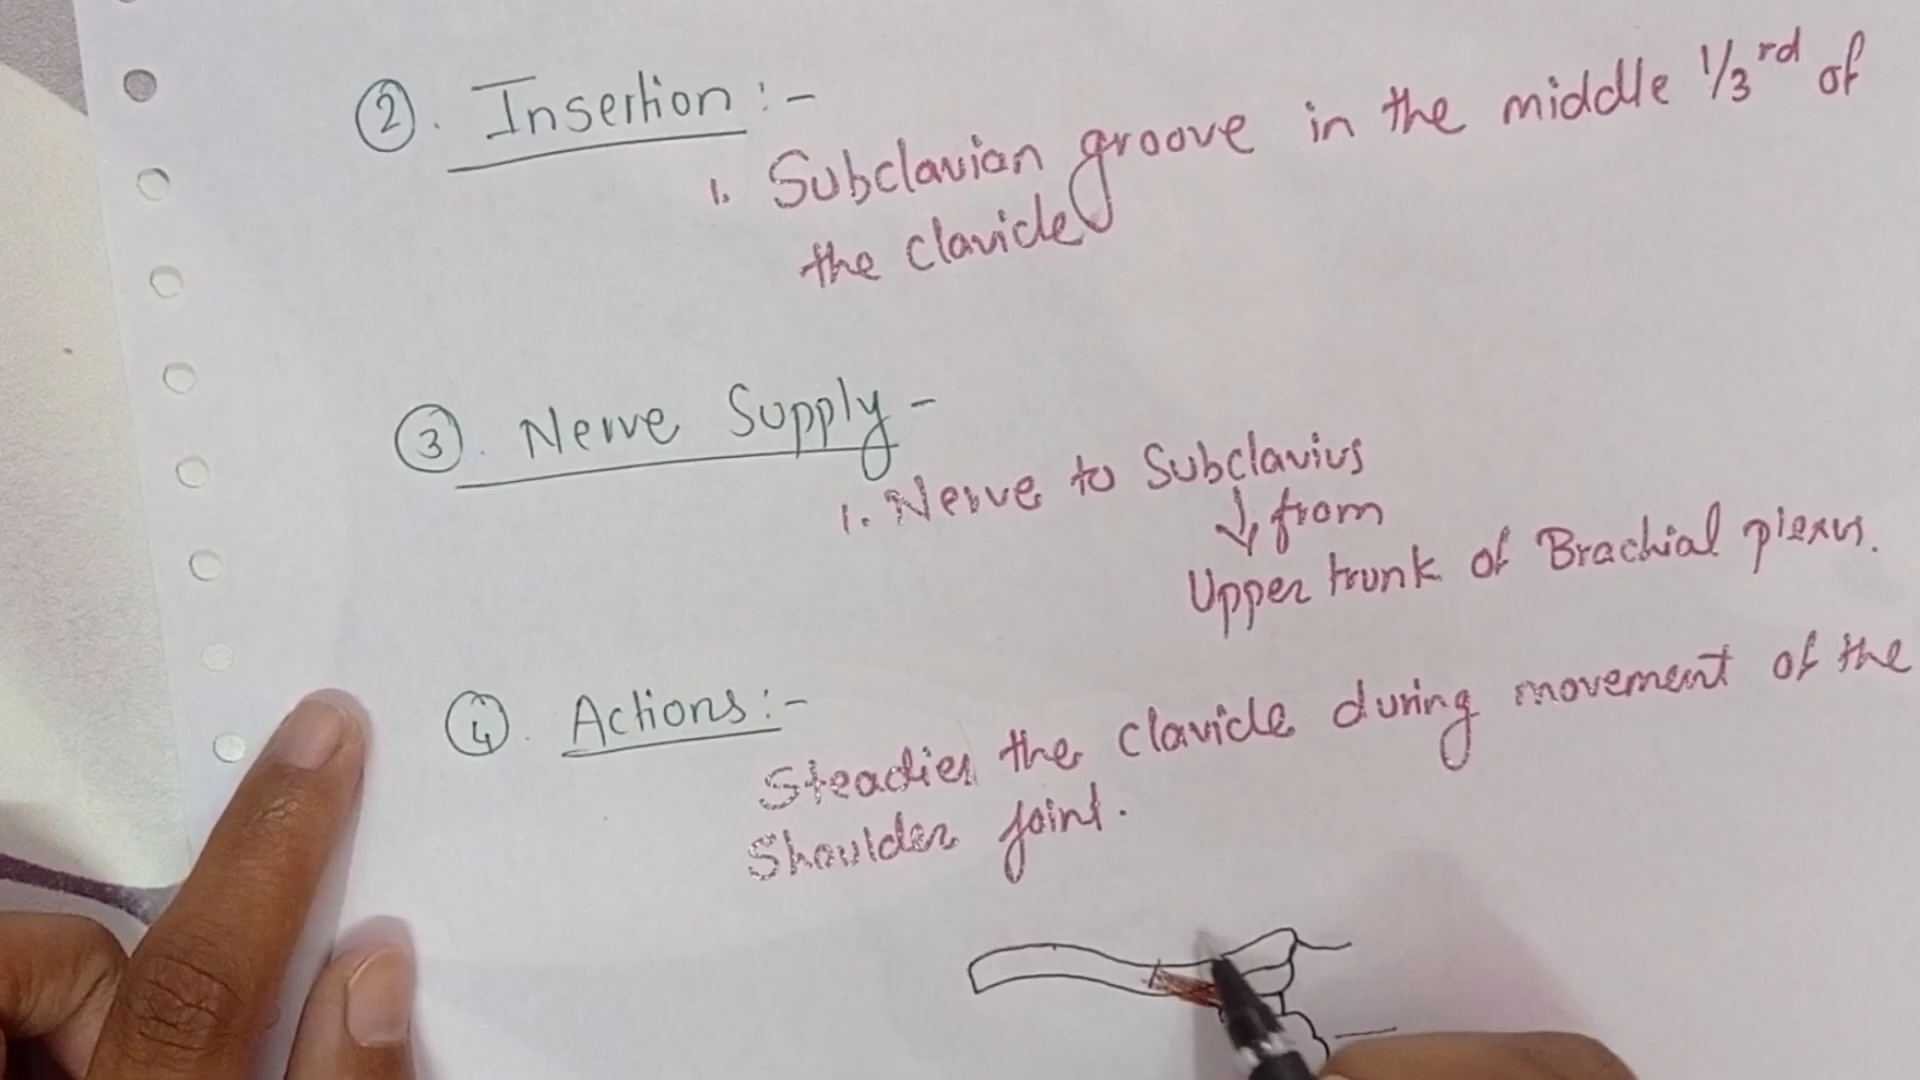 2. Insertion :-
1. Subclavian groove in the middle 1/3rd of
the clavicle
3. Nerve Supply -
1. Nerve to Subclavius
↓ from
Upper trunk of Brachial plexus.
4. Actions :-
Steadies the clavicle during movement of the
Shoulder joint.